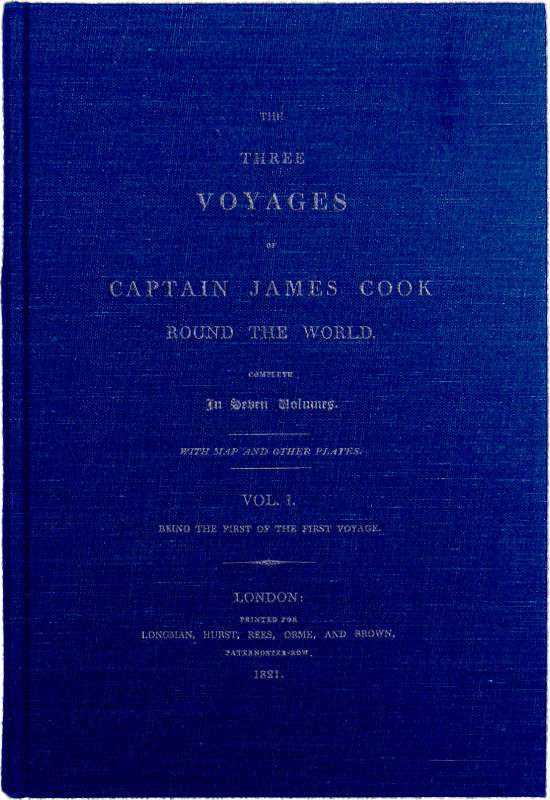 THE
THREE
VOYAGES
OF
CAPTAIN JAMES COOK
ROUND THE WORLD.
COMPLETE
In Seven Volumes.
WITH MAP AND OTHER PLATES.
VOL. I.
BEING THE FIRST OF THE FIRST VOYAGE.
LONDON:
PRINTED FOR
LONGMAN, HURST, REES, ORME, AND BROWN,
PATERNOSTER-ROW.
1821.